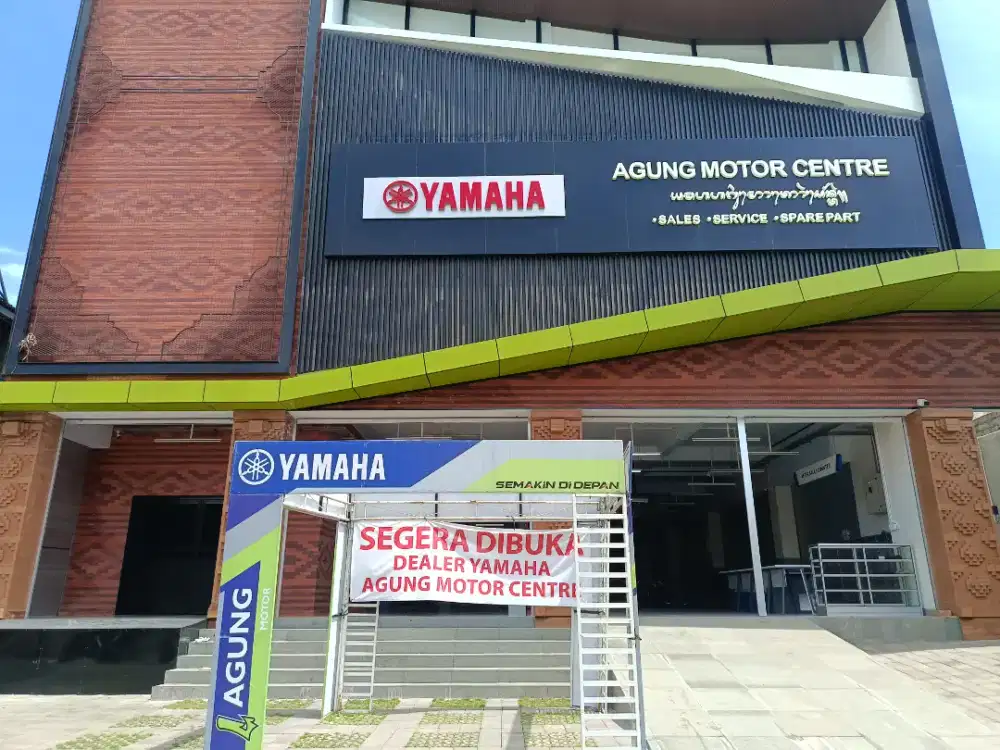 YAMAHA
AGUNG MOTOR CENTRE
•SALES •SERVICE •SPARE PART
YAMAHA
SEMAKIN DI DEPAN
SEGERA DIBUKA
DEALER YAMAHA
AGUNG MOTOR CENTRE
AGUNG
MOTOR